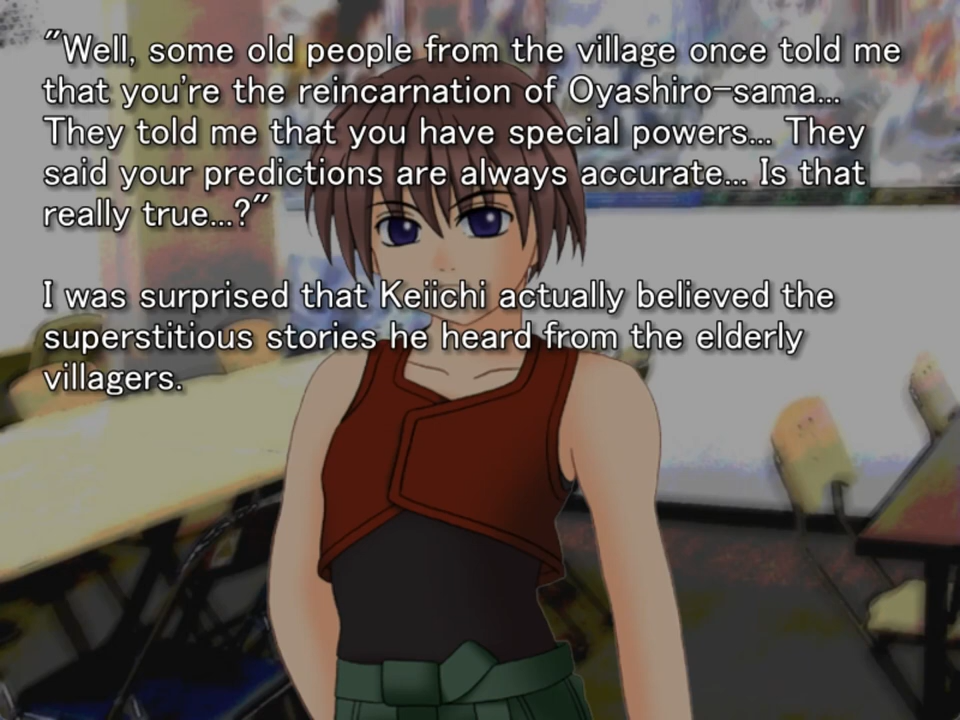 "Well, some old people from the village once told me
that you're the reincarnation of Oyashiro-sama...
They told me that you have special powers... They
said your predictions are always accurate... Is that
really true...?"
I was surprised that Keiichi actually believed the
superstitious stories he heard from the elderly
villagers.